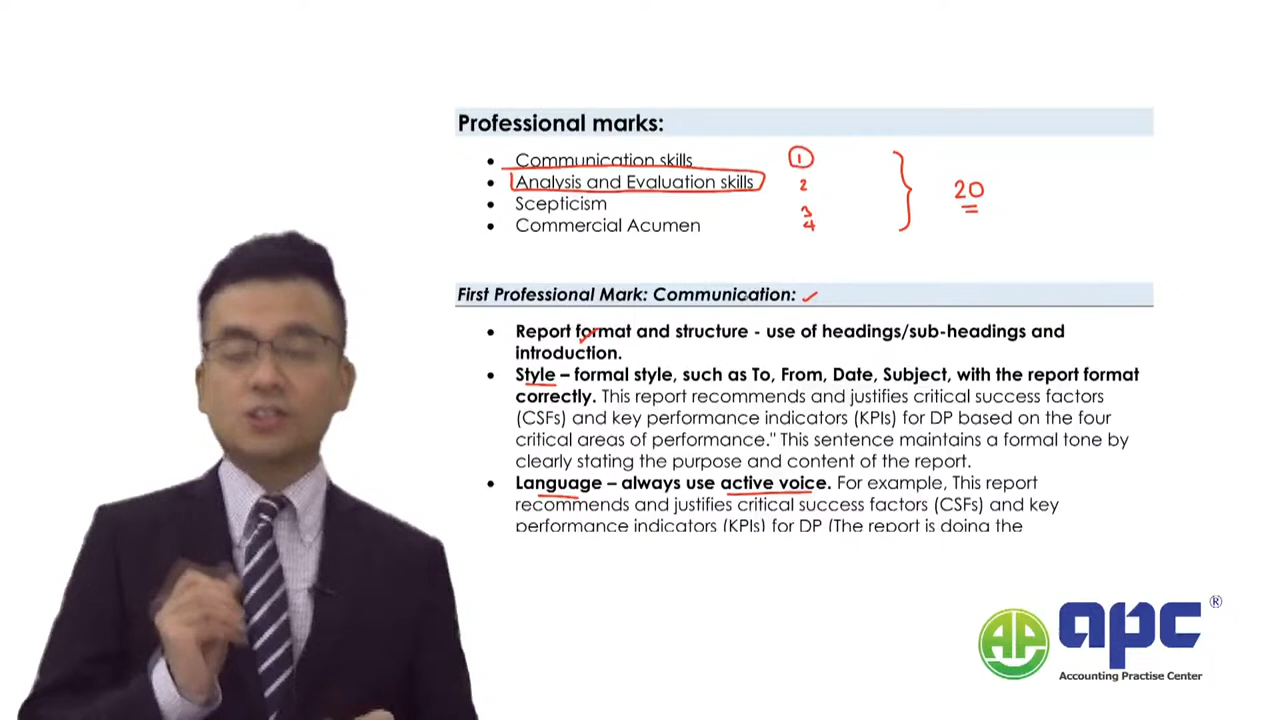 Professional marks:
• Communication skills 1
• Analysis and Evaluation skills 2
• Scepticism 3
• Commercial Acumen 4
20
First Professional Mark: Communication:
• Report format and structure - use of headings/sub-headings and
introduction.
• Style – formal style, such as To, From, Date, Subject, with the report format
correctly. This report recommends and justifies critical success factors
(CSFs) and key performance indicators (KPIs) for DP based on the four
critical areas of performance." This sentence maintains a formal tone by
clearly stating the purpose and content of the report.
• Language – always use active voice. For example, This report
recommends and justifies critical success factors (CSFs) and key
performance indicators (KPIs) for DP (The report is doing the
AP apc ®
Accounting Practise Center